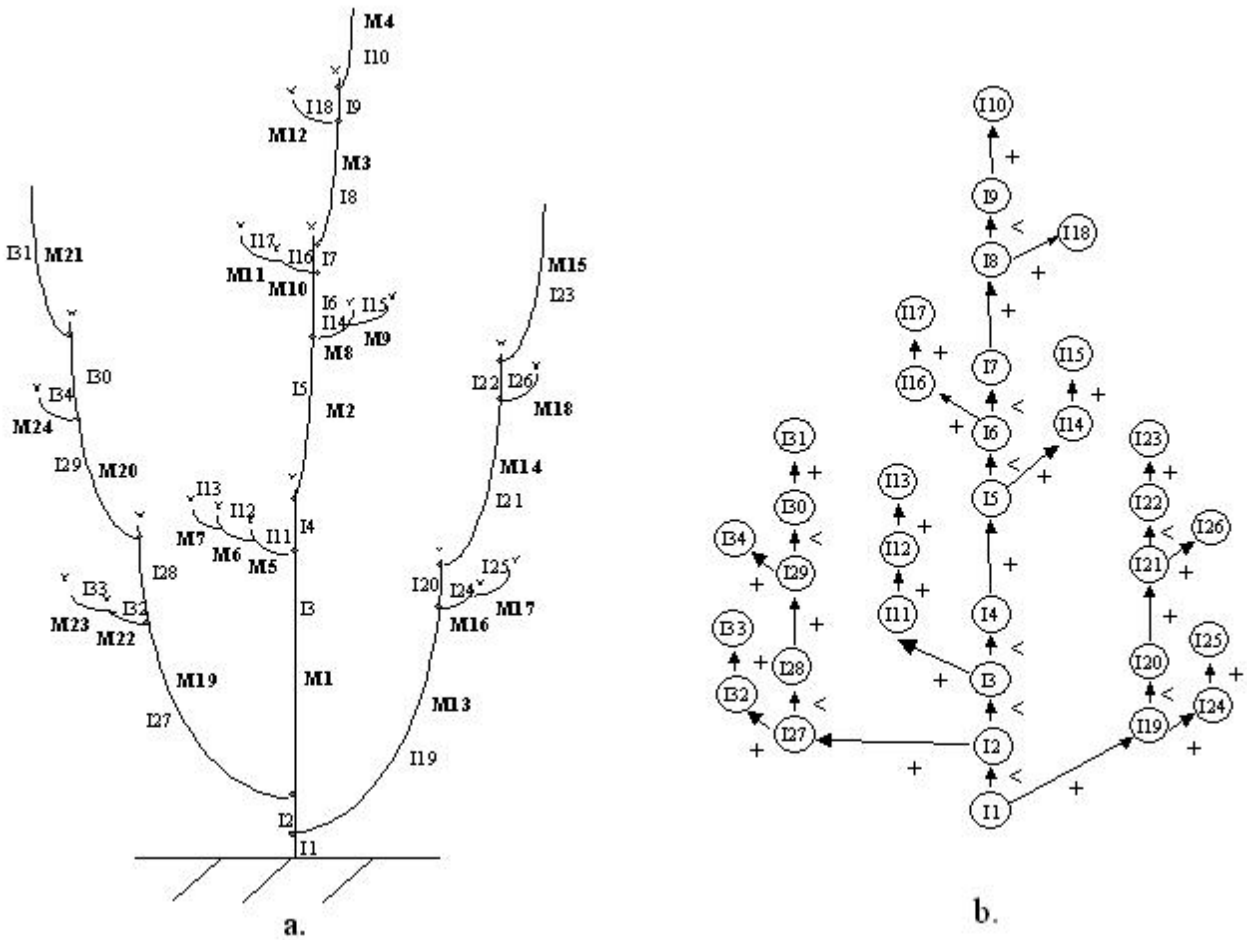 M4
I10
I18 I9
M12
M3
I8
I17 I16 I7
M11 M10
I31 M21
M15
I23
I6
I14 I15
M8 M9
I30
I5
I22 I26
M18
I34
M24
M2
M20
I29
M14
I13
I12
I11 I4
M7 M6 M5
I21
I28
I20 I24 I25
M16 M17
I33 I32
M23 M22
I3
M19
M1
M13
I27
I19
I2
I1
a.
I10
+
I9
<
I18
I8
+
+
I17
I7
I15
+
I16
<
+
+
I6
I14
I31
<
+
I23
+
I13
I5
+
I30
+
I22
I34
<
I12
<
I26
I29
+
+
I21
+
+
I33
+
I11
I4
+
I25
+
I28
<
I20
+
I32
<
+
I3
<
I24
+
I27
<
I19
+
I2
+
<
+
I1
b.